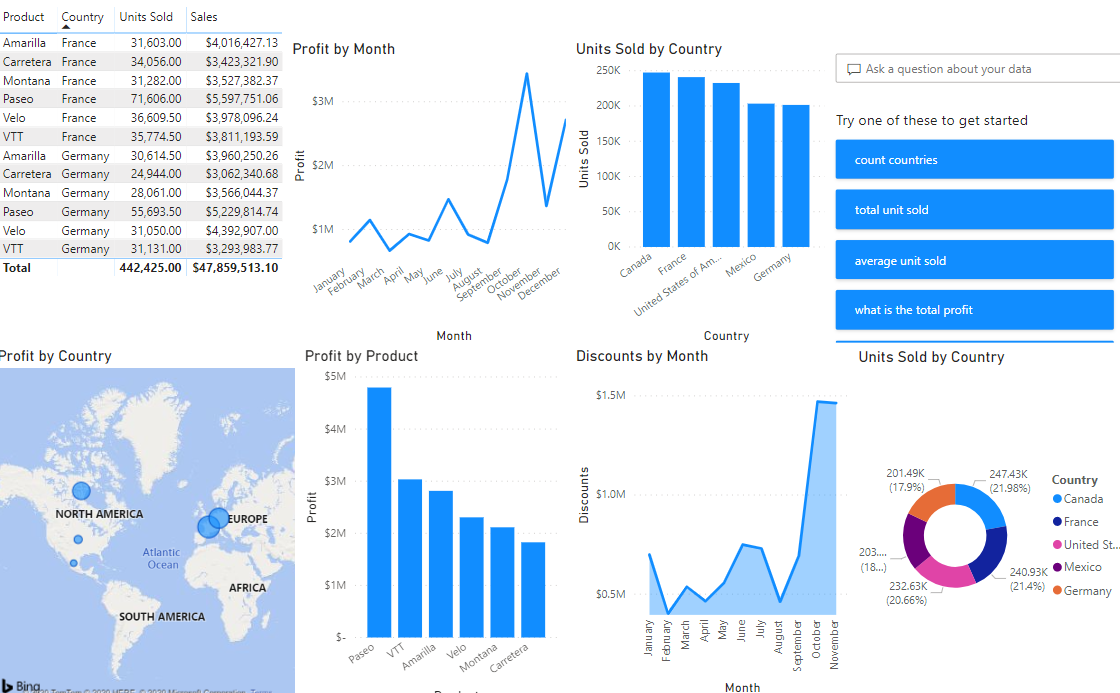 Product Country Units Sold Sales
Amarilla France 31,603.00 $4,016,427.13
Carretera France 34,056.00 $3,423,321.90
Montana France 31,282.00 $3,527,382.37
Paseo France 71,606.00 $5,597,751.06
Velo France 36,609.50 $3,978,096.24
VTT France 35,774.50 $3,811,193.59
Amarilla Germany 30,614.50 $3,960,250.26
Carretera Germany 24,944.00 $3,062,340.68
Montana Germany 28,061.00 $3,566,044.37
Paseo Germany 55,693.50 $5,229,814.74
Velo Germany 31,050.00 $4,392,907.00
VTT Germany 31,131.00 $3,293,983.77
Total 442,425.00 $47,859,513.10
Profit by Month
$3M
$2M
$1M
Profit
January
February
March
April
May
June
July
August
September
October
November
December
Month
Units Sold by Country
250K
200K
150K
100K
50K
0K
Units Sold
Canada
France
United States of Am...
Mexico
Germany
Country
Ask a question about your data
Try one of these to get started
count countries
total unit sold
average unit sold
what is the total profit
Profit by Country
NORTH AMERICA
EUROPE
Atlantic
Ocean
AFRICA
SOUTH AMERICA
Bing
Profit by Product
$5M
$4M
$3M
$2M
$1M
$-
Profit
Paseo
VTT
Amarilla
Velo
Montana
Carretera
Discounts by Month
$1.5M
$1.0M
$0.5M
Discounts
January
February
March
April
May
June
July
August
September
October
November
Month
Units Sold by Country
201.49K
(17.9%)
247.43K
(21.98%)
203....
(18...)
232.63K
(20.66%)
240.93K
(21.4%)
Country
Canada
France
United St...
Mexico
Germany